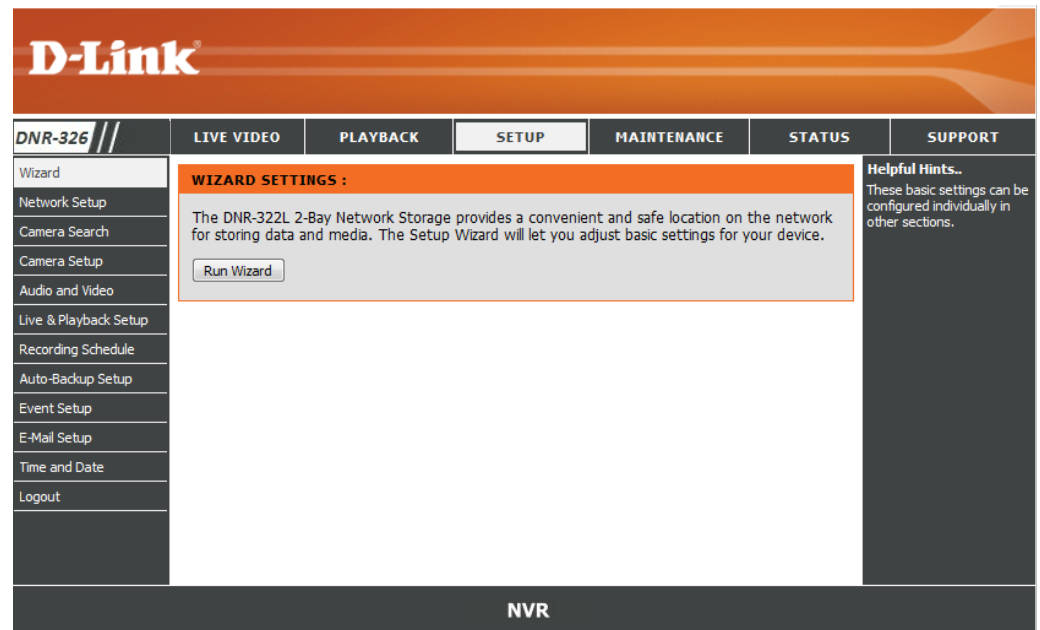 D-Link®
DNR-326
LIVE VIDEO
PLAYBACK
SETUP
MAINTENANCE
STATUS
SUPPORT
Wizard
Network Setup
Camera Search
Camera Setup
Audio and Video
Live & Playback Setup
Recording Schedule
Auto-Backup Setup
Event Setup
E-Mail Setup
Time and Date
Logout
WIZARD SETTINGS :
The DNR-322L 2-Bay Network Storage provides a convenient and safe location on the network
for storing data and media. The Setup Wizard will let you adjust basic settings for your device.
Run Wizard
Helpful Hints..
These basic settings can be
configured individually in
other sections.
NVR